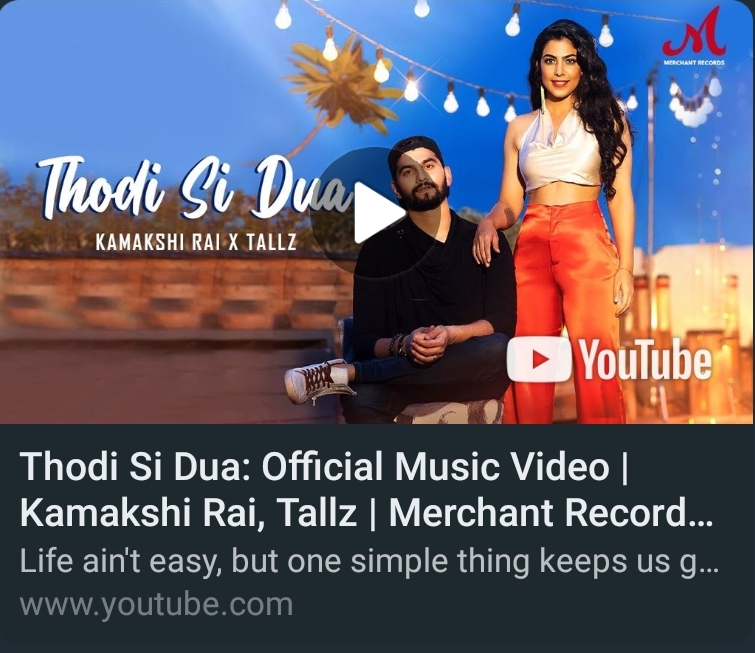 M
MERCHANT RECORDS
Thodi Si Dua
KAMAKSHI RAI X TALLZ
YouTube
Thodi Si Dua: Official Music Video |
Kamakshi Rai, Tallz | Merchant Record...
Life ain't easy, but one simple thing keeps us g...
www.youtube.com